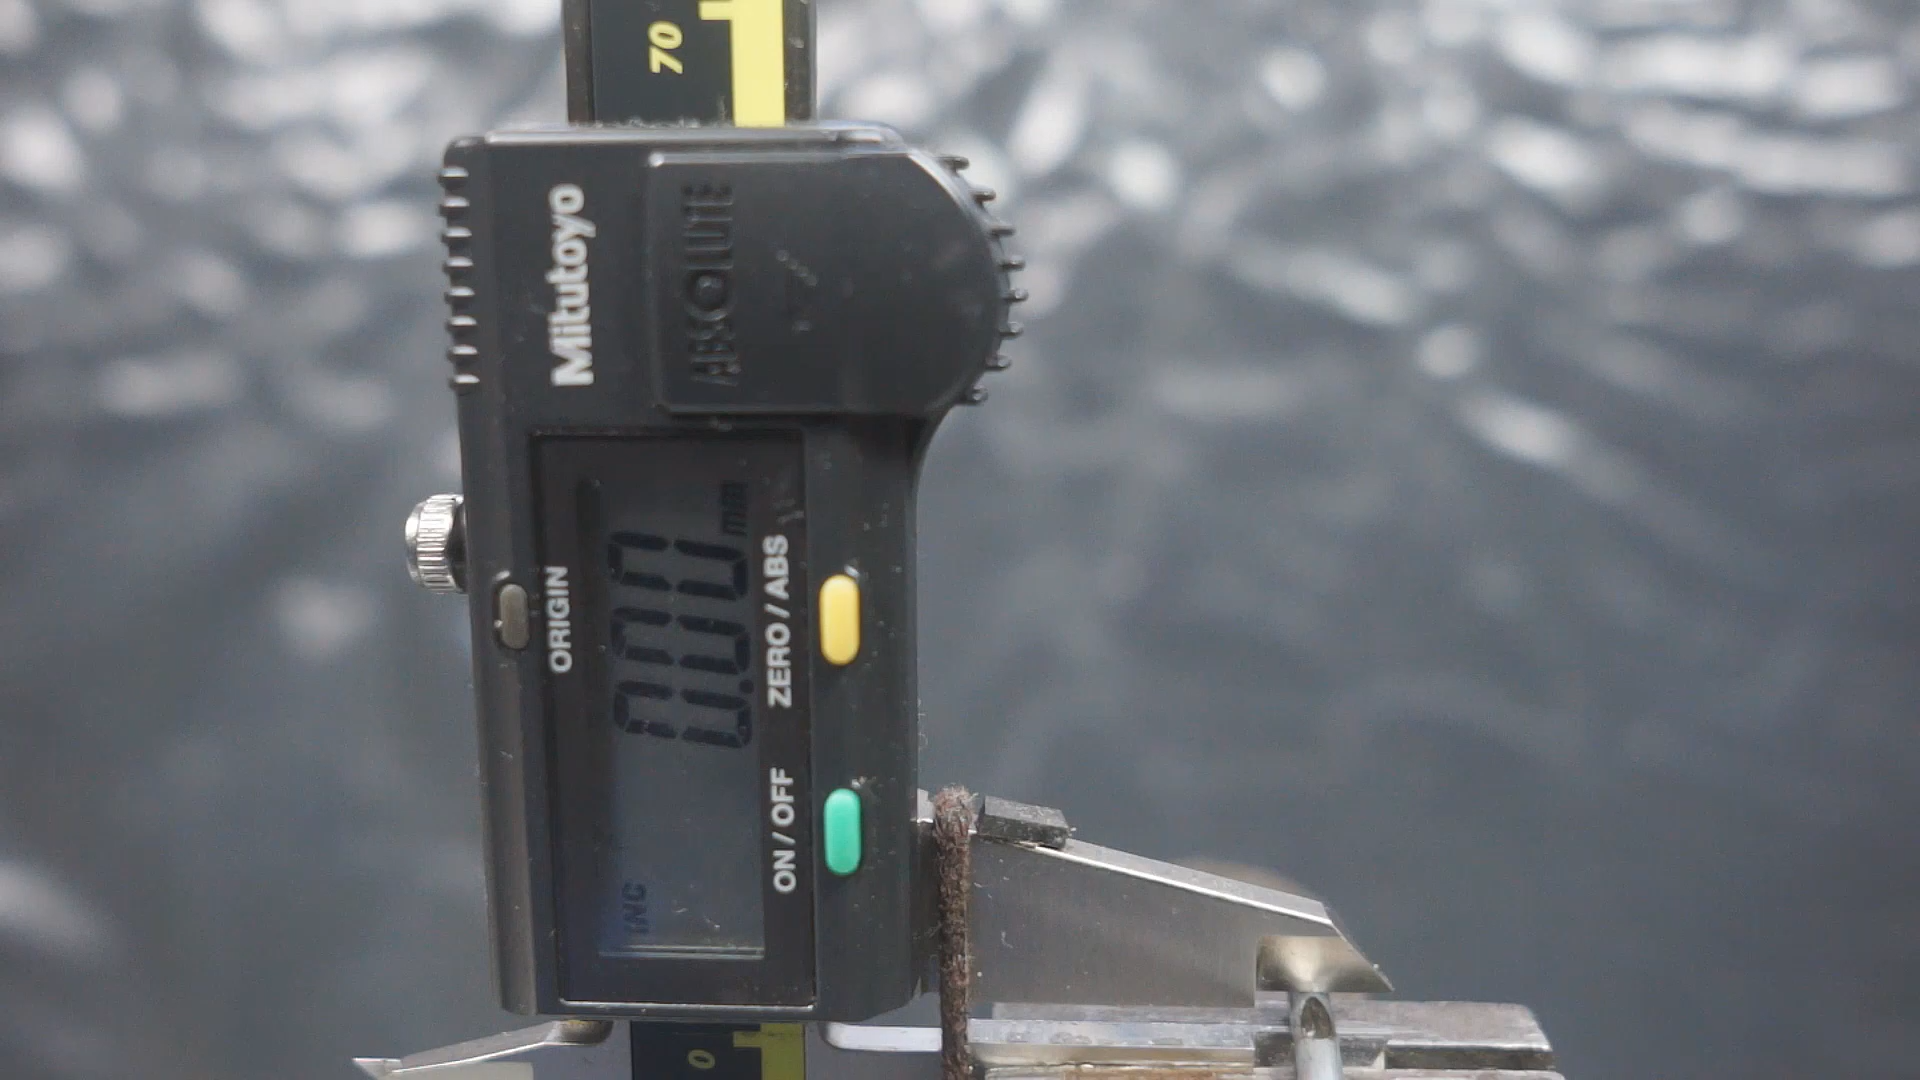 70
Mitutoyo
ABSOLUTE
ORIGIN
INC
0.00 mm
ON/OFF ZERO/ABS
0